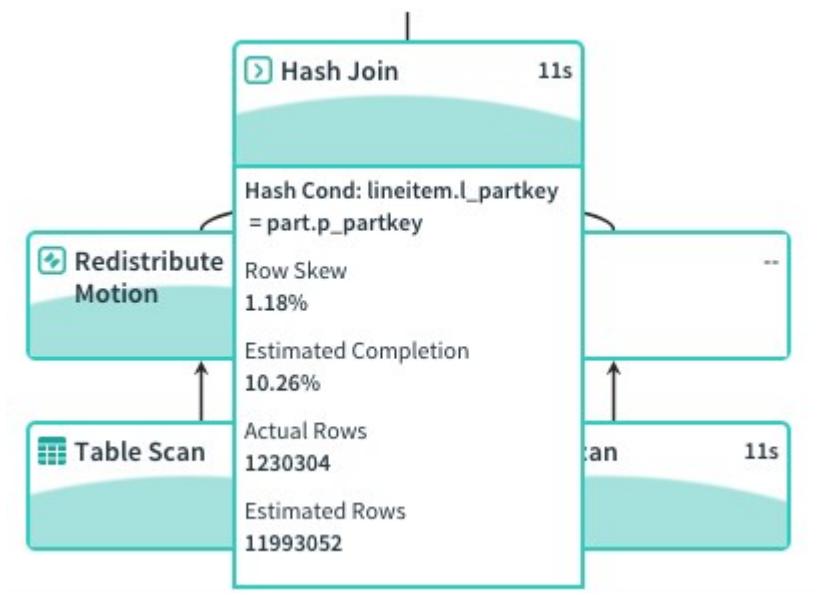 Hash Join 11s
Hash Cond: lineitem.l_partkey
= part.p_partkey
Row Skew
1.18%
Estimated Completion
10.26%
Actual Rows
1230304
Estimated Rows
11993052
Redistribute
Motion
--
Table Scan
can 11s